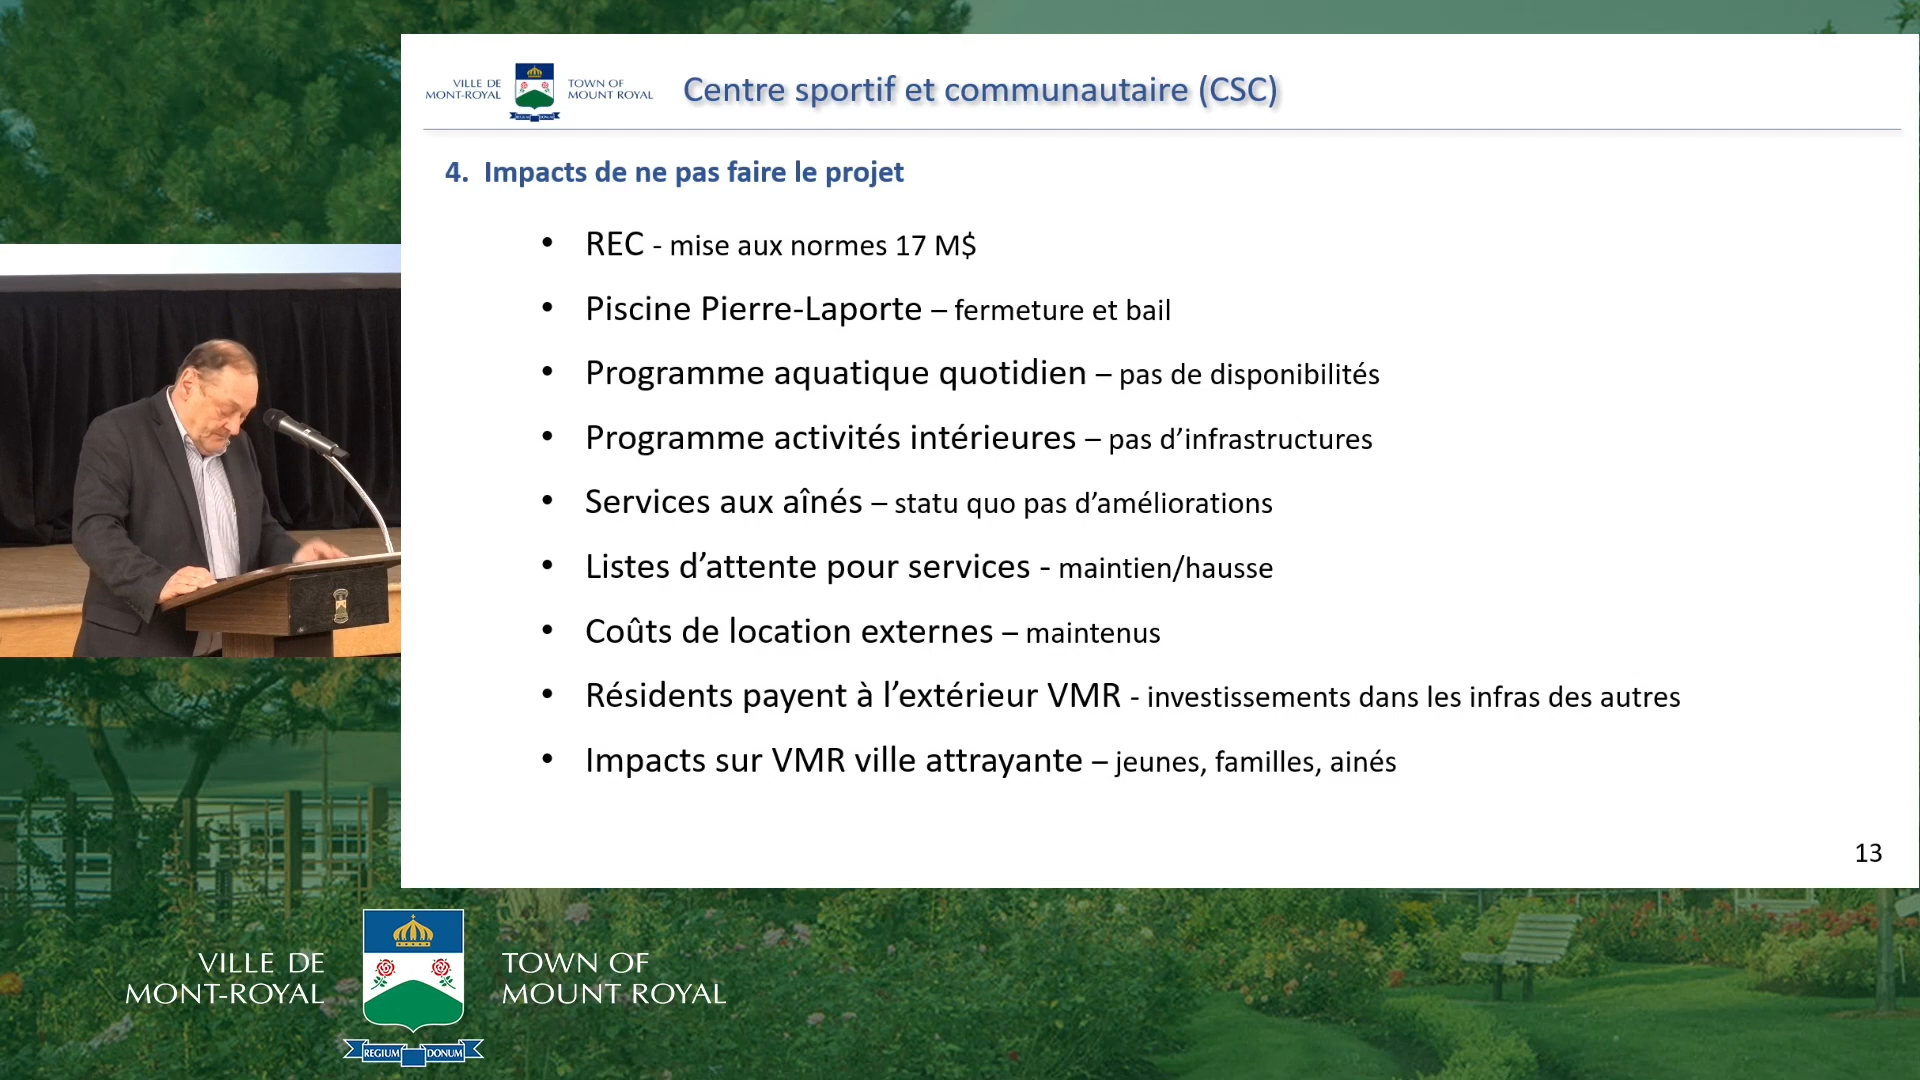 VILLE DE
MONT-ROYAL
TOWN OF
MOUNT ROYAL
REGIUM DONUM
Centre sportif et communautaire (CSC)
4. Impacts de ne pas faire le projet
• REC - mise aux normes 17 M$
• Piscine Pierre-Laporte – fermeture et bail
• Programme aquatique quotidien – pas de disponibilités
• Programme activités intérieures – pas d’infrastructures
• Services aux aînés – statu quo pas d’améliorations
• Listes d’attente pour services - maintien/hausse
• Coûts de location externes – maintenus
• Résidents payent à l’extérieur VMR - investissements dans les infras des autres
• Impacts sur VMR ville attrayante – jeunes, familles, ainés
13
VILLE DE
MONT-ROYAL
TOWN OF
MOUNT ROYAL
REGIUM DONUM